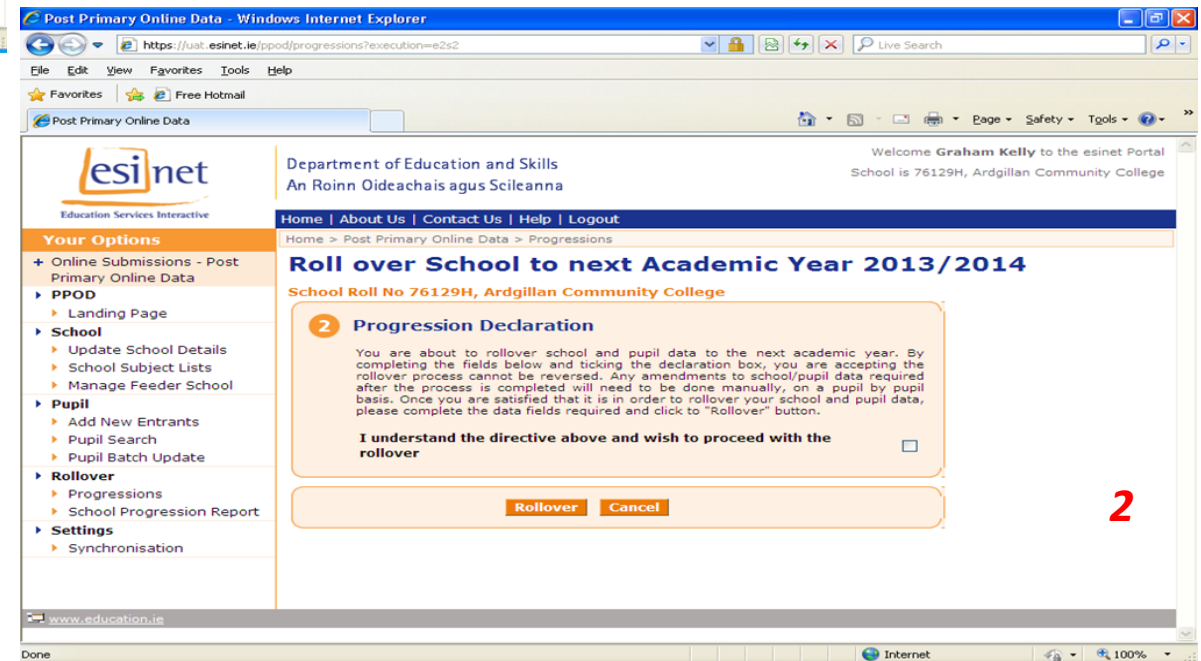 Post Primary Online Data - Windows Internet Explorer
https://uat.esinet.ie/ppod/progressions?execution=e2s2
Live Search
File Edit View Favorites Tools Help
Favorites Free Hotmail
Post Primary Online Data
Page Safety Tools
esinet
Education Services Interactive
Department of Education and Skills
An Roinn Oideachais agus Scileanna
Welcome Graham Kelly to the esinet Portal
School is 76129H, Ardgillan Community College
Home | About Us | Contact Us | Help | Logout
Your Options
+ Online Submissions - Post
Primary Online Data
PPOD
Landing Page
School
Update School Details
School Subject Lists
Manage Feeder School
Pupil
Add New Entrants
Pupil Search
Pupil Batch Update
Rollover
Progressions
School Progression Report
Settings
Synchronisation
Home > Post Primary Online Data > Progressions
Roll over School to next Academic Year 2013/2014
School Roll No 76129H, Ardgillan Community College
2 Progression Declaration
You are about to rollover school and pupil data to the next academic year. By
completing the fields below and ticking the declaration box, you are accepting the
rollover process cannot be reversed. Any amendments to school/pupil data required
after the process is completed will need to be done manually, on a pupil by pupil
basis. Once you are satisfied that it is in order to rollover your school and pupil data,
please complete the data fields required and click to "Rollover" button.
I understand the directive above and wish to proceed with the
rollover
Rollover Cancel
2
www.education.ie
Done Internet 100%